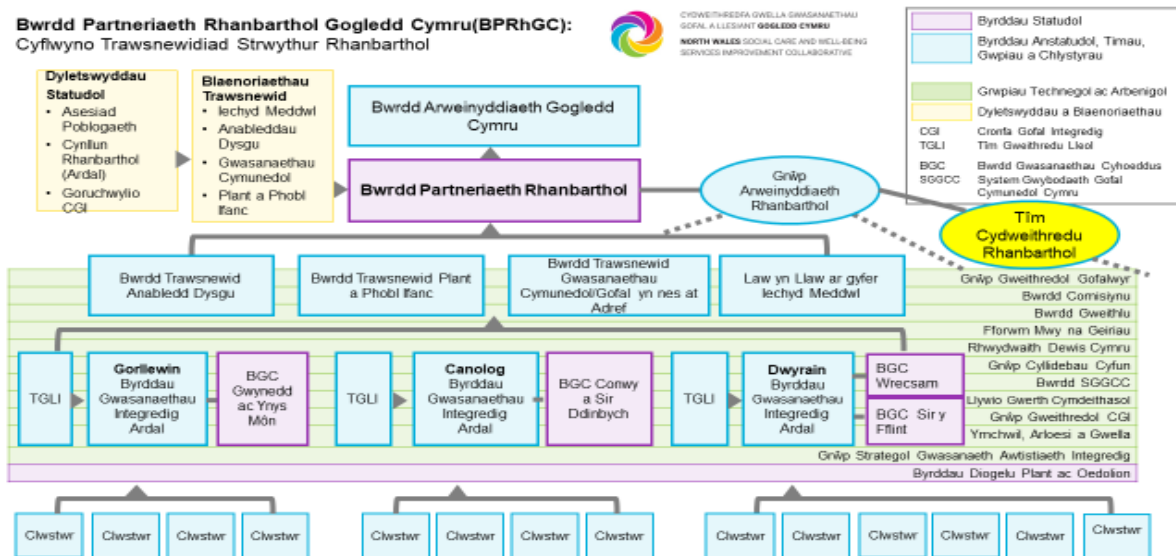 Bwrdd Partneriaeth Rhanbarthol Gogledd Cymru(BPRhGC):
Cyflwyno Trawsnewidiad Strwythur Rhanbarthol
CYDWEITHREDFA GWELLA GWASANAETHAU
GOFAL A LLESIANT GOGLEDD CYMRU
NORTH WALES SOCIAL CARE AND WELL-BEING
SERVICES IMPROVEMENT COLLABORATIVE
Byrddau Statudol
Byrddau Anstatudol, Timau,
Gwpiau a Chlystyrau
Grwpiau Technegol ac Arbenigol
Dyletswyddau a Blaenoriaethau
CGI Cronfa Gofal Integredig
TGLI Tîm Gweithredu Lleol
BGC Bwrdd Gwasanaethau Cyhoeddus
SGGCC System Gwybodaeth Gofal
Cymunedol Cymru
Dyletswyddau
Statudol
• Asesiad
Poblogaeth
• Cynllun
Rhanbarthol
(Ardal)
• Goruchwylio
CGI
Blaenoriaethau
Trawsnewid
• Iechyd Meddwl
• Anableddau
Dysgu
• Gwasanaethau
Cymunedol
• Plant a Phobl
Ifanc
Bwrdd Arweinyddiaeth Gogledd
Cymru
Bwrdd Partneriaeth Rhanbarthol
Grŵp
Arweinyddiaeth
Rhanbarthol
Tîm
Cydweithredu
Rhanbarthol
Bwrdd Trawsnewid
Anabledd Dysgu
Bwrdd Trawsnewid Plant
a Phobl Ifanc
Bwrdd Trawsnewid
Gwasanaethau
Cymunedol/Gofal yn nes at
Adref
Law yn Llaw ar gyfer
Iechyd Meddwl
Grŵp Gweithredol Gofalwyr
Bwrdd Comisiynu
Bwrdd Gweithlu
Fforwm Mwy na Geiriau
Rhwydwaith Dewis Cymru
Grŵp Cyllidebau Cyfun
Bwrdd SGGCC
Llywio Gwerth Cymdeithasol
Grŵp Gweithredol CGI
Ymchwil, Arloesi a Gwella
Grŵp Strategol Gwasanaeth Awtistiaeth Integredig
Byrddau Diogelu Plant ac Oedolion
TGLI
Gorllewin
Byrddau
Gwasanaethau
Integredig
Ardal
BGC
Gwynedd
ac Ynys
Môn
TGLI
Canolog
Byrddau
Gwasanaethau
Integredig
Ardal
BGC Conwy
a Sir
Ddinbych
TGLI
Dwyrain
Byrddau
Gwasanaethau
Integredig
Ardal
BGC
Wrecsam
BGC Sir y
Fflint
Clwstwr
Clwstwr
Clwstwr
Clwstwr
Clwstwr
Clwstwr
Clwstwr
Clwstwr
Clwstwr
Clwstwr
Clwstwr
Clwstwr
Clwstwr
Clwstwr